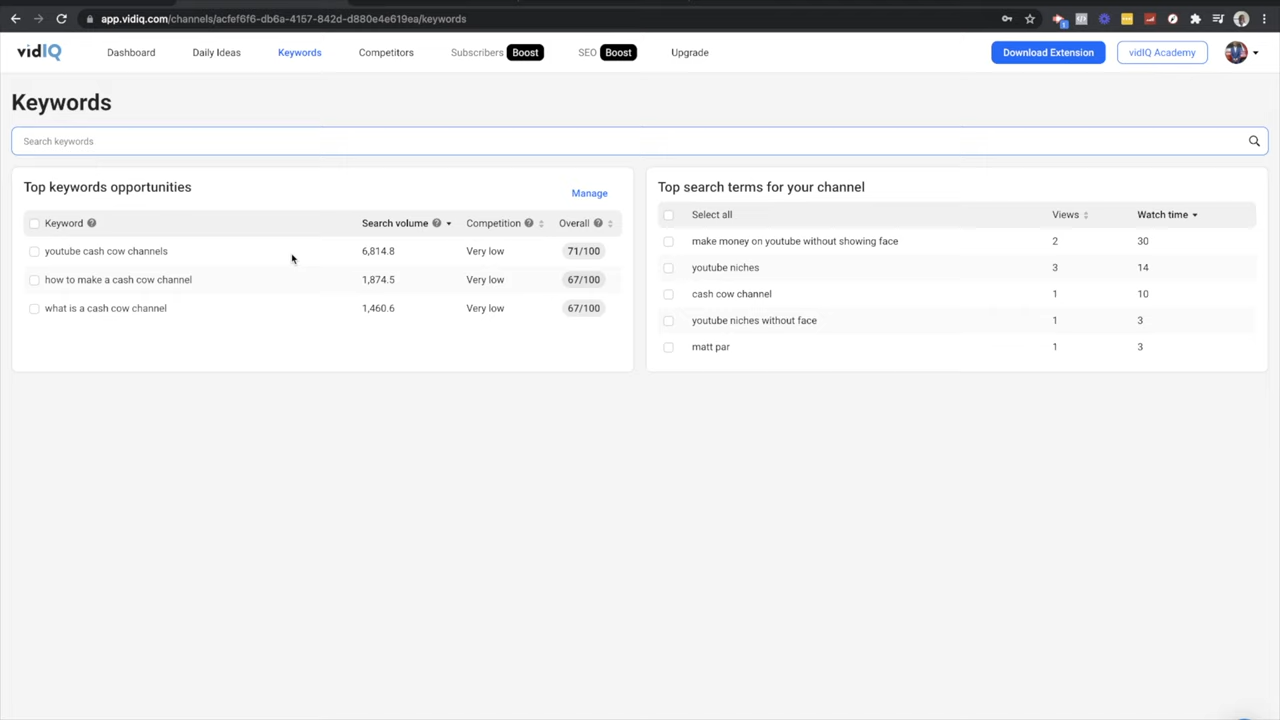 app.vidiq.com/channels/acfef6f6-db6a-4157-842d-d880e4e619ea/keywords
vidIQ Dashboard Daily Ideas Keywords Competitors Subscribers Boost SEO Boost Upgrade Download Extension vidIQ Academy
Keywords
Search keywords
Top keywords opportunities
Manage
Keyword Search volume Competition Overall
youtube cash cow channels 6,814.8 Very low 71/100
how to make a cash cow channel 1,874.5 Very low 67/100
what is a cash cow channel 1,460.6 Very low 67/100
Top search terms for your channel
Select all Views Watch time
make money on youtube without showing face 2 30
youtube niches 3 14
cash cow channel 1 10
youtube niches without face 1 3
matt par 1 3